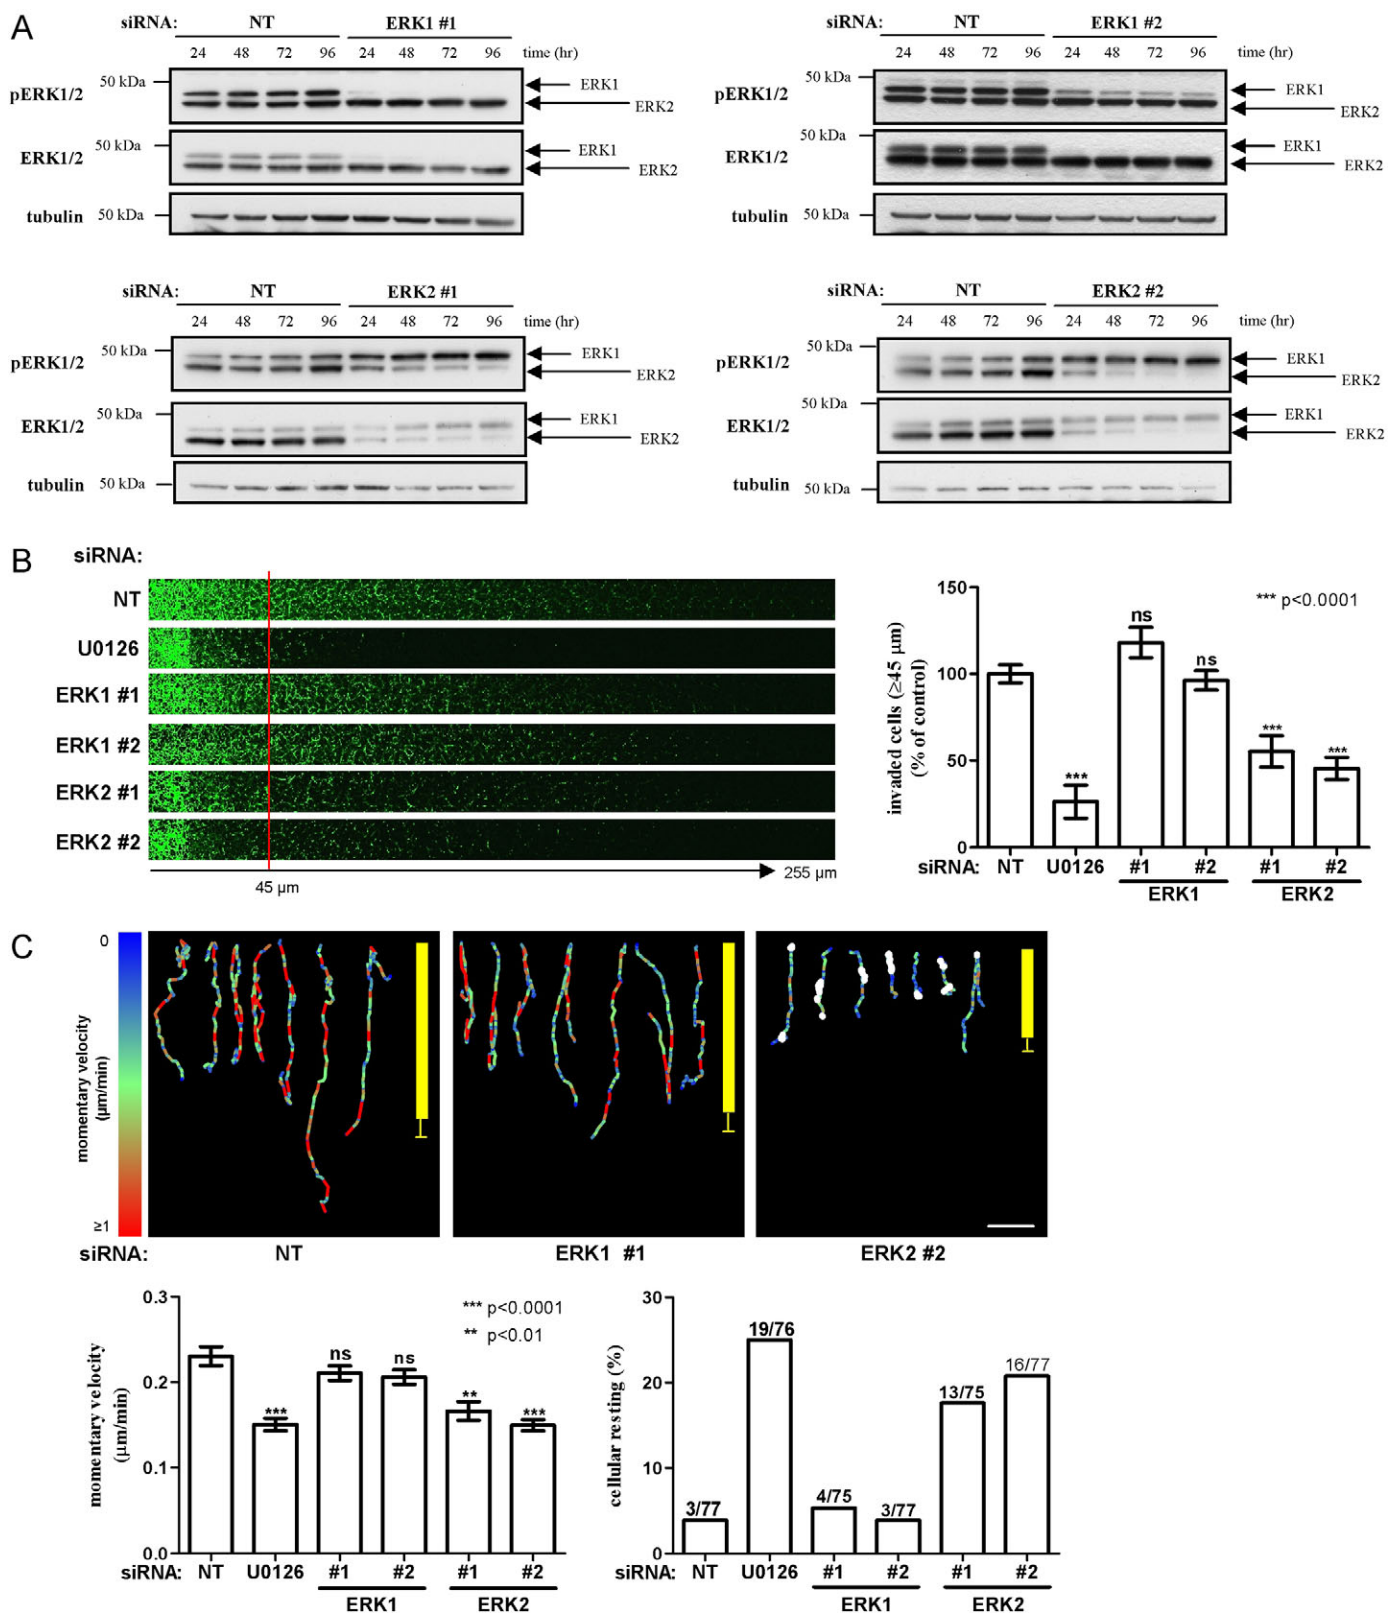 A
siRNA: NT ERK1 #1
24 48 72 96 time (hr)
pERK1/2 50 kDa ERK1
ERK2
ERK1/2 50 kDa ERK1
ERK2
tubulin 50 kDa
siRNA: NT ERK1 #2
24 48 72 96 24 48 72 96 time (hr)
pERK1/2 50 kDa ERK1
ERK2
ERK1/2 50 kDa ERK1
ERK2
tubulin 50 kDa
siRNA: NT ERK2 #1
24 48 72 96 24 48 72 96 time (hr)
pERK1/2 50 kDa ERK1
ERK2
ERK1/2 50 kDa ERK1
ERK2
tubulin 50 kDa
siRNA: NT ERK2 #2
24 48 72 96 24 48 72 96 time (hr)
pERK1/2 50 kDa ERK1
ERK2
ERK1/2 50 kDa ERK1
ERK2
tubulin 50 kDa
B
siRNA:
NT
U0126
ERK1 #1
ERK1 #2
ERK2 #1
ERK2 #2
45 µm
255 µm
invaded cells (≥45 µm)
(% of control)
150
100
50
0
*** p<0.0001
ns
ns
***
***
***
siRNA: NT U0126 #1 #2 #1 #2
ERK1 ERK2
C
momentary velocity
(µm/min)
0
≥1
siRNA: NT ERK1 #1 ERK2 #2
momentary velocity
(µm/min)
0.3
0.2
0.1
0.0
*** p<0.0001
** p<0.01
***
ns
ns
**
***
siRNA: NT U0126 #1 #2 #1 #2
ERK1 ERK2
cellular resting (%)
30
20
10
0
3/77
19/76
4/75
3/77
13/75
16/77
siRNA: NT U0126 #1 #2 #1 #2
ERK1 ERK2